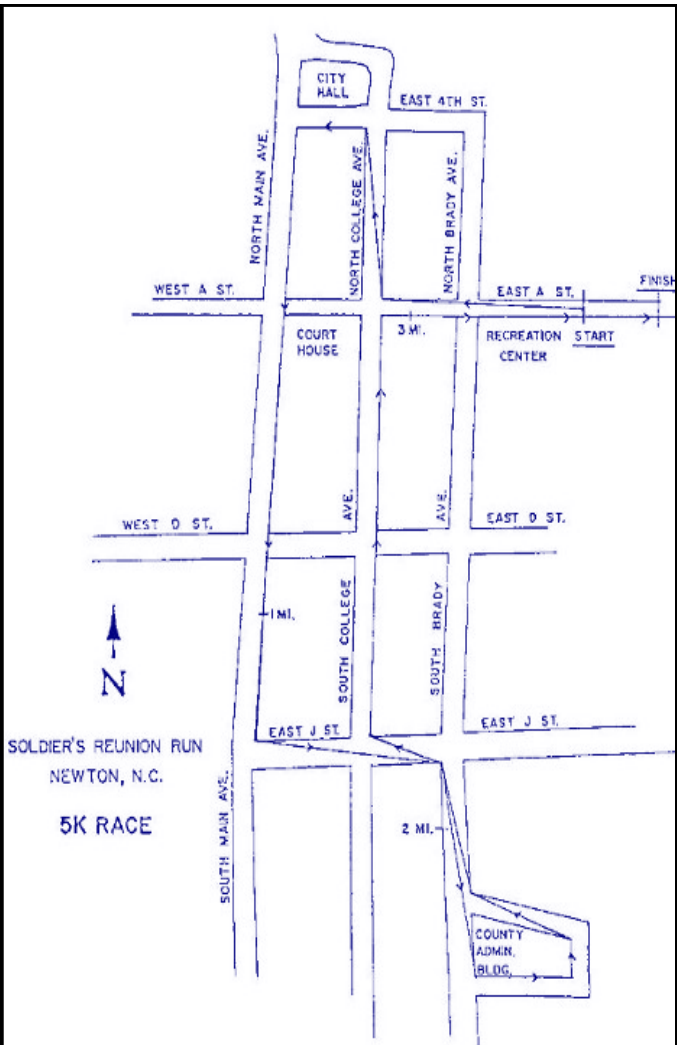 CITY
HALL
EAST 4TH ST.
NORTH MAIN AVE.
NORTH COLLEGE AVE.
NORTH BRADY AVE.
WEST A ST.
EAST A ST.
FINISH
COURT
HOUSE
3 MI.
RECREATION
CENTER
START
AVE.
AVE.
WEST D ST.
EAST D ST.
1 MI.
SOUTH COLLEGE
SOUTH BRADY
N
EAST J ST.
EAST J ST.
SOLDIER'S REUNION RUN
NEWTON, N.C.
5K RACE
SOUTH MAIN AVE.
2 MI.
COUNTY
ADMIN.
BLDG.